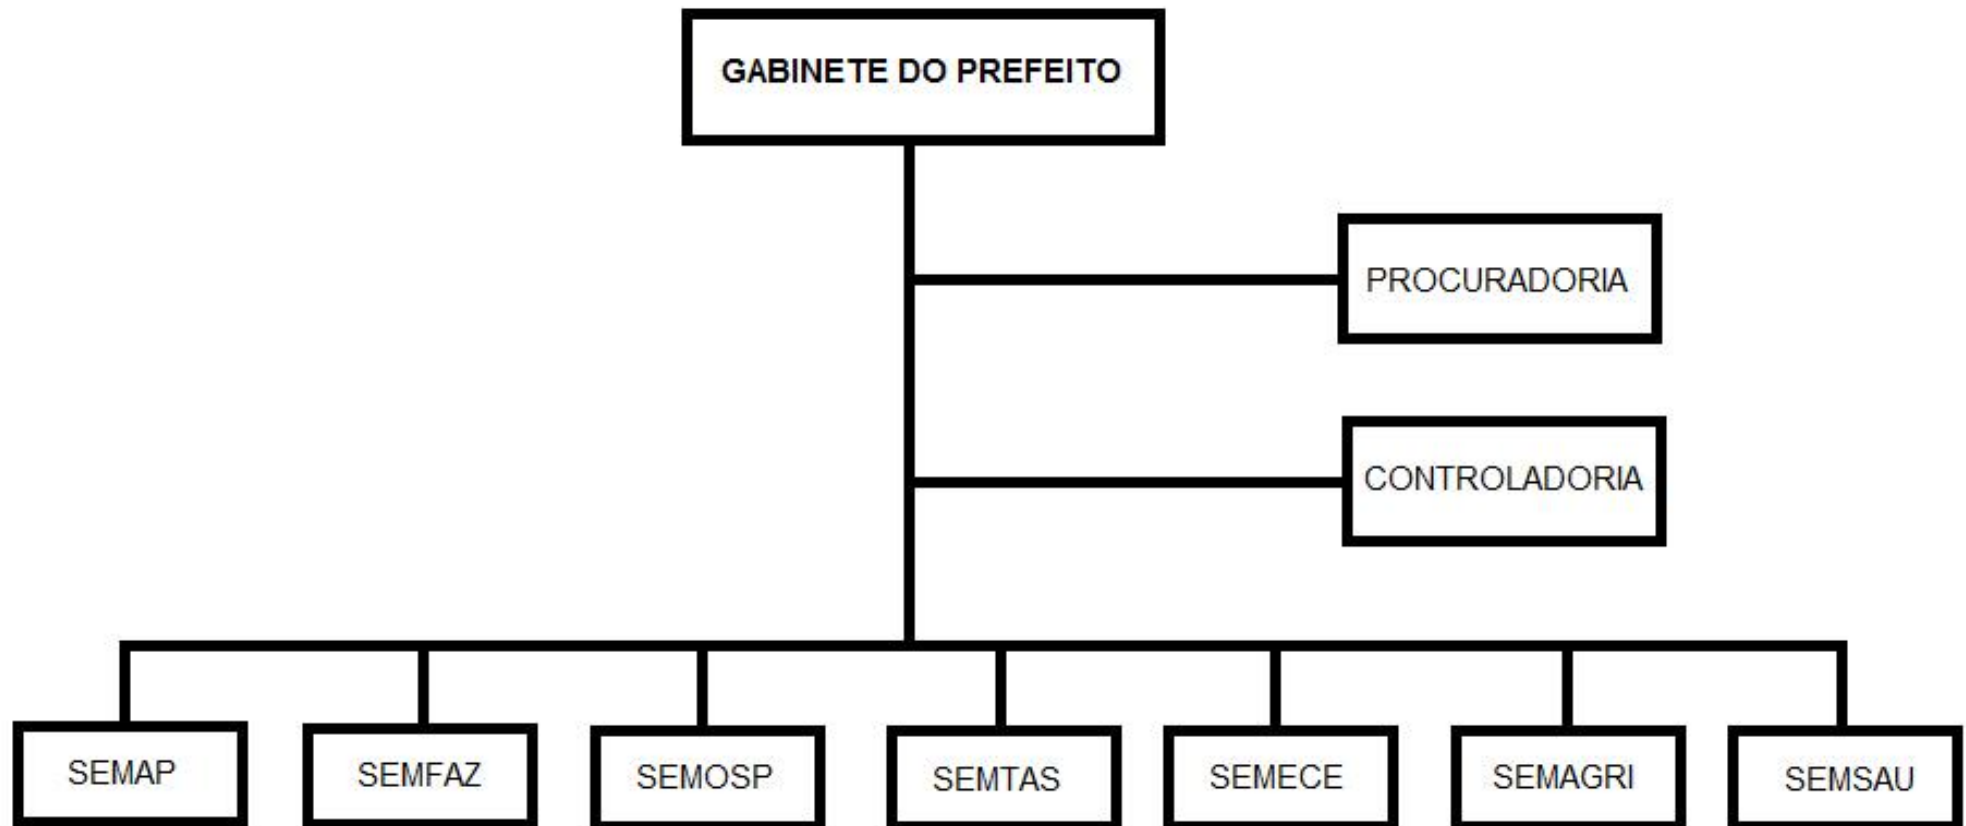 GABINETE DO PREFEITO
PROCURADORIA
CONTROLADORIA
SEMAP
SEMFAZ
SEMOSP
SEMTAS
SEMECE
SEMAGRI
SEMSAU